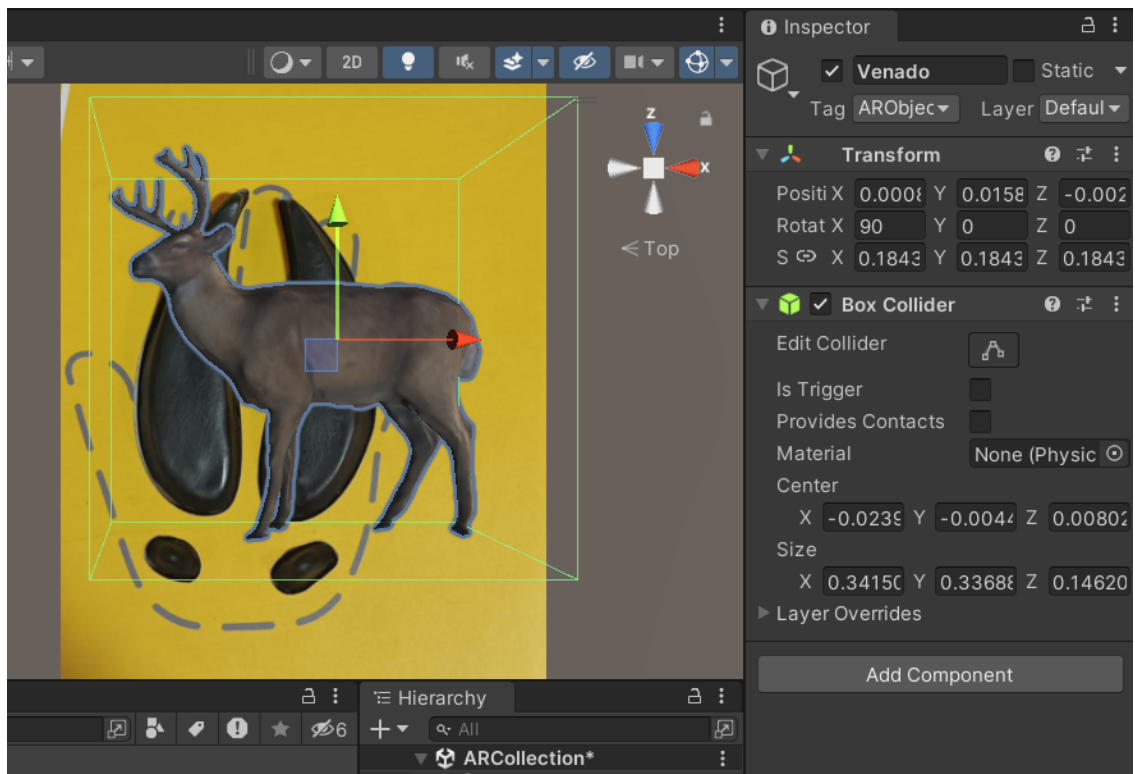 Inspector
2D
Venado
Static
Tag ARObjec
Layer Defaul
Transform
Positi X 0.0008 Y 0.0158 Z -0.002
Rotat X 90 Y 0 Z 0
S X 0.1843 Y 0.1843 Z 0.1843
z
x
Top
Box Collider
Edit Collider
Is Trigger
Provides Contacts
Material None (Physic
Center
X -0.0239 Y -0.0044 Z 0.00802
Size
X 0.34150 Y 0.33688 Z 0.14620
Layer Overrides
Add Component
Hierarchy
6
All
ARCollection*